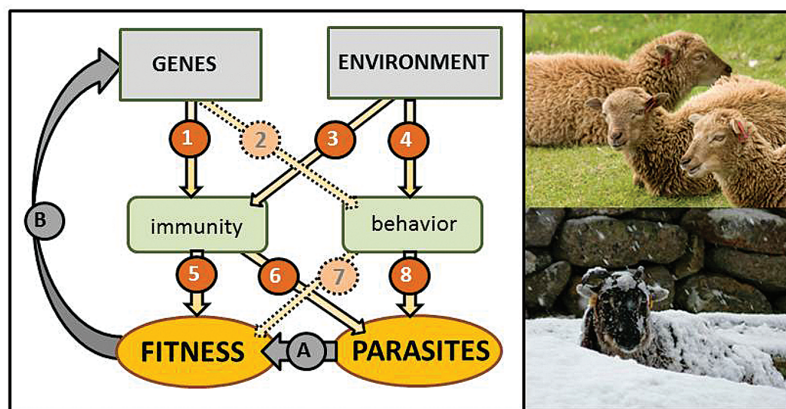 GENES
ENVIRONMENT
1
2
3
4
B
immunity
behavior
5
6
7
8
FITNESS
A
PARASITES